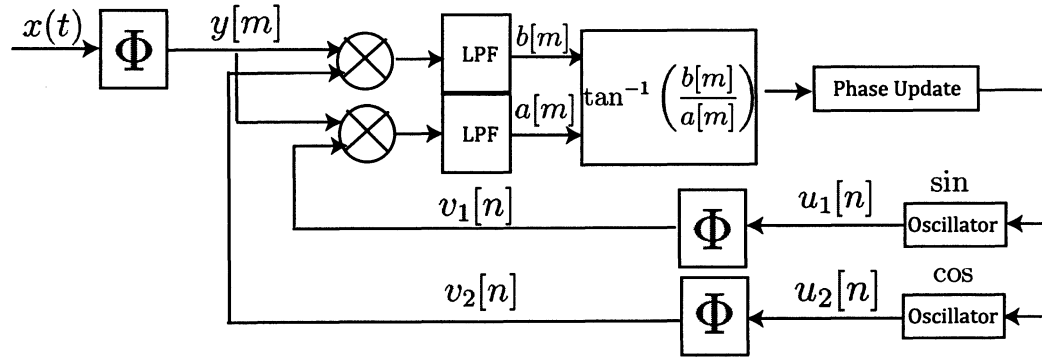 x(t)
Φ
y[m]
LPF
b[m]
LPF
a[m]
tan⁻¹ (b[m]/a[m])
Phase Update
v₁[n]
Φ
u₁[n]
sin
Oscillator
v₂[n]
Φ
u₂[n]
cos
Oscillator